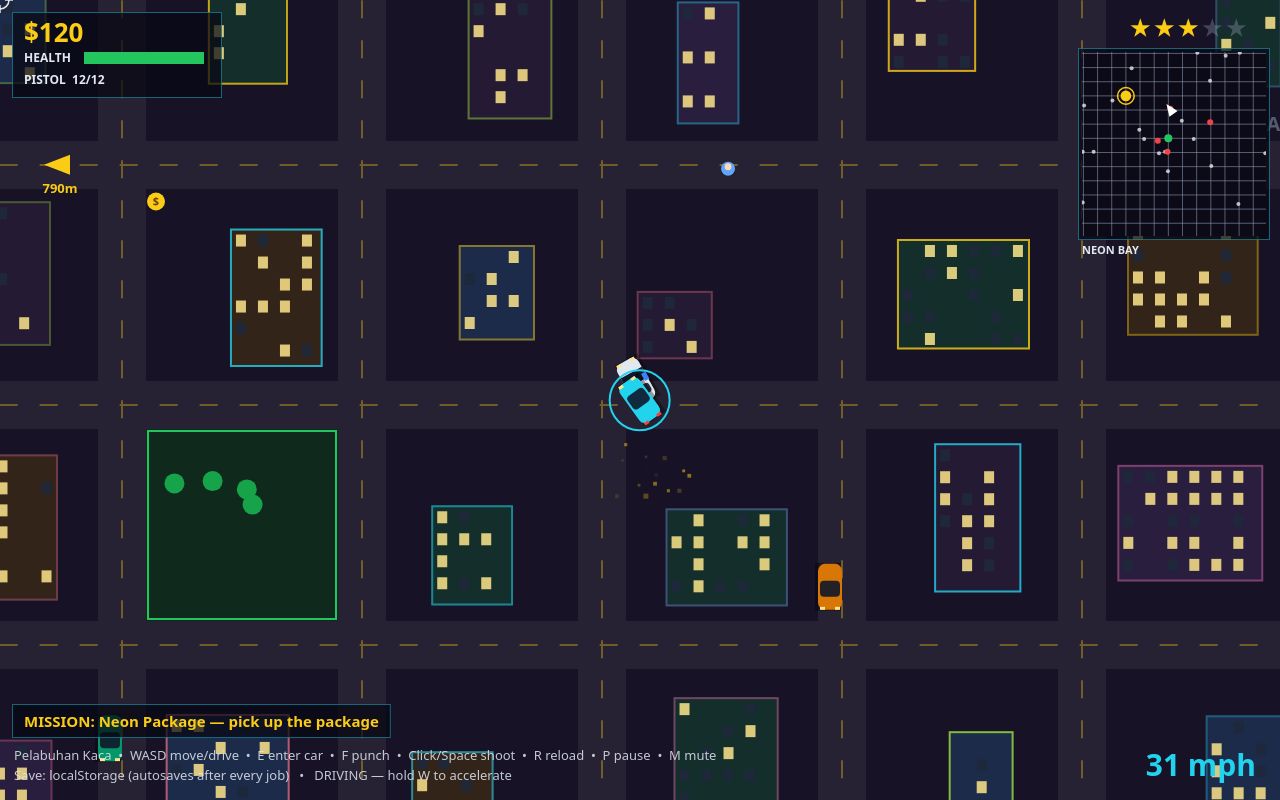 $120
HEALTH
PISTOL 12/12
★★★★★
790m
$
A
NEON BAY
MISSION: Neon Package — pick up the package
Pelabuhan Kaca • WASD move/drive • E enter car • F punch • Click/Space shoot • R reload • P pause • M mute
Save: localStorage (autosaves after every job) • DRIVING — hold W to accelerate
31 mph